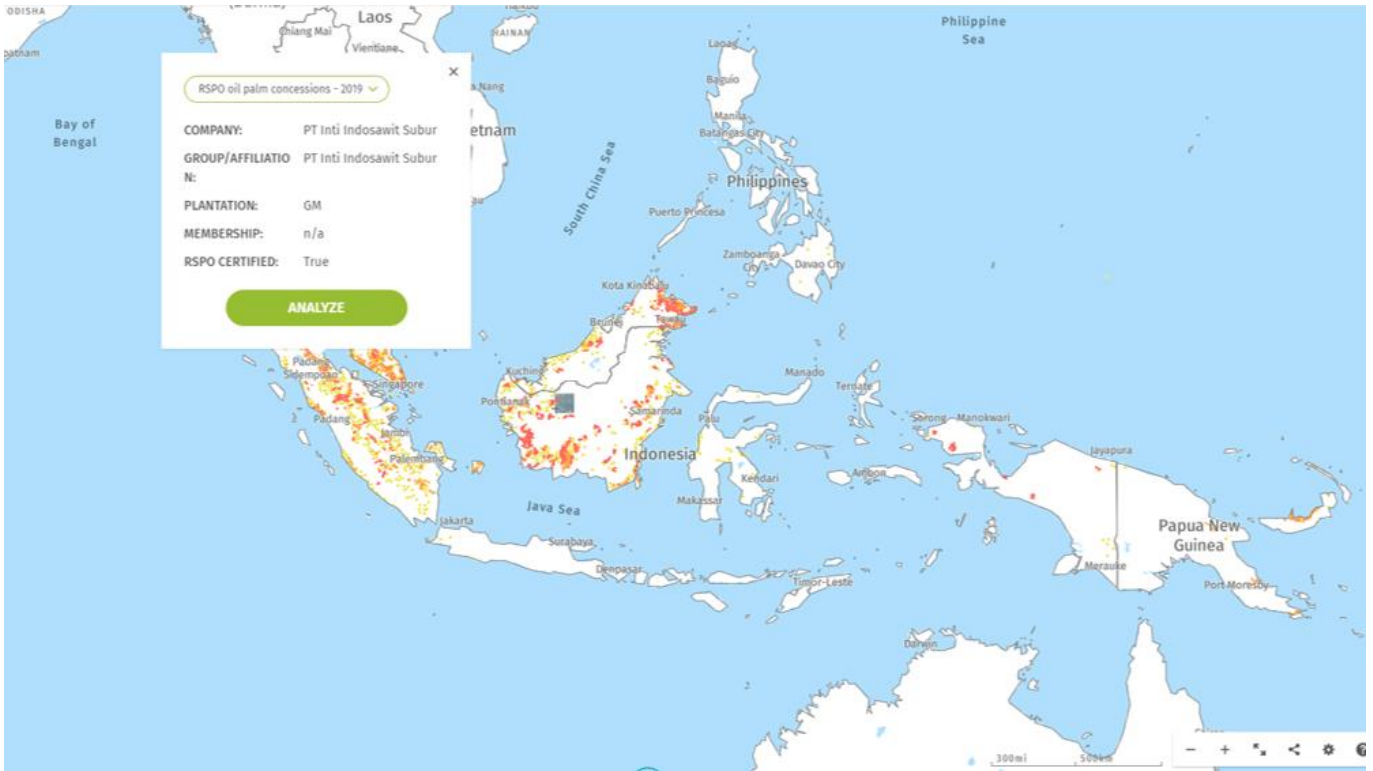 ODISHA
Laos
HAINAN
Chiang Mai
Vientiane
Philippine
Sea
Laoag
Baguio
Manila
Batangas City
Bay of
Bengal
RSPO oil palm concessions - 2019
COMPANY: PT Inti Indosawit Subur
GROUP/AFFILIATIO PT Inti Indosawit Subur
N:
PLANTATION: GM
MEMBERSHIP: n/a
RSPO CERTIFIED: True
ANALYZE
a Nang
etnam
South China Sea
Philippines
Puerto Princesa
Zamboanga
City
Davao City
Kota Kinabalu
Brunei
Tawau
Padang
Sidempuan
Singapore
Kuching
Pontianak
Samarinda
Padang
Jambi
Palembang
Manado
Ternate
Palu
Sorong
Manokwari
Jayapura
Indonesia
Kendari
Ambon
Makassar
Java Sea
Jakarta
Surabaya
Denpasar
Timor-Leste
Papua New
Guinea
Merauke
Port Moresby
Darwin
300mi
500km